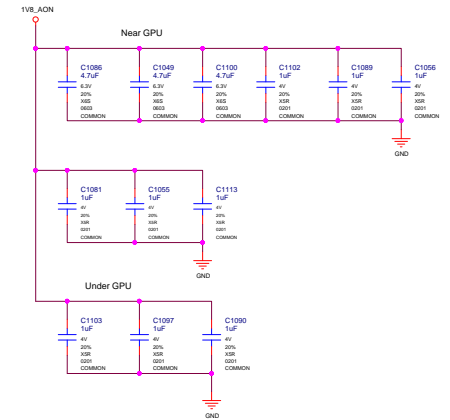 1V8_AON
Near GPU
C1086 C1049 C1100 C1102 C1089 C1056
4.7uF 4.7uF 4.7uF 1uF 1uF 1uF
6.3V 6.3V 6.3V 4V 4V 4V
20% 20% 20% 20% 20% 20%
X6S X6S X6S X5R X5R X5R
0603 0603 0603 0201 0201 0201
COMMON COMMON COMMON COMMON COMMON COMMON
GND
C1081 C1055 C1113
1uF 1uF 1uF
4V 4V 4V
20% 20% 20%
X5R X5R X5R
0201 0201 0201
COMMON COMMON COMMON
GND
Under GPU
C1103 C1097 C1090
1uF 1uF 1uF
4V 4V 4V
20% 20% 20%
X5R X5R X5R
0201 0201 0201
COMMON COMMON COMMON
GND